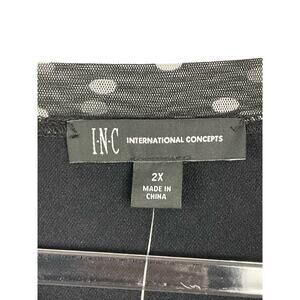 I·N·C INTERNATIONAL CONCEPTS
2X
MADE IN
CHINA